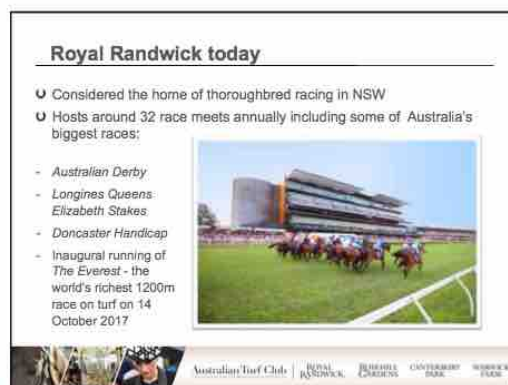 Royal Randwick today
Considered the home of thoroughbred racing in NSW
Hosts around 32 race meets annually including some of Australia's
biggest races:
- Australian Derby
- Longines Queens
Elizabeth Stakes
- Doncaster Handicap
- Inaugural running of
The Everest - the
world's richest 1200m
race on turf on 14
October 2017
Australian Turf Club
ROYAL
RANDWICK
ROSEHILL
GARDENS
CANTERBURY
PARK
WARWICK
FARM